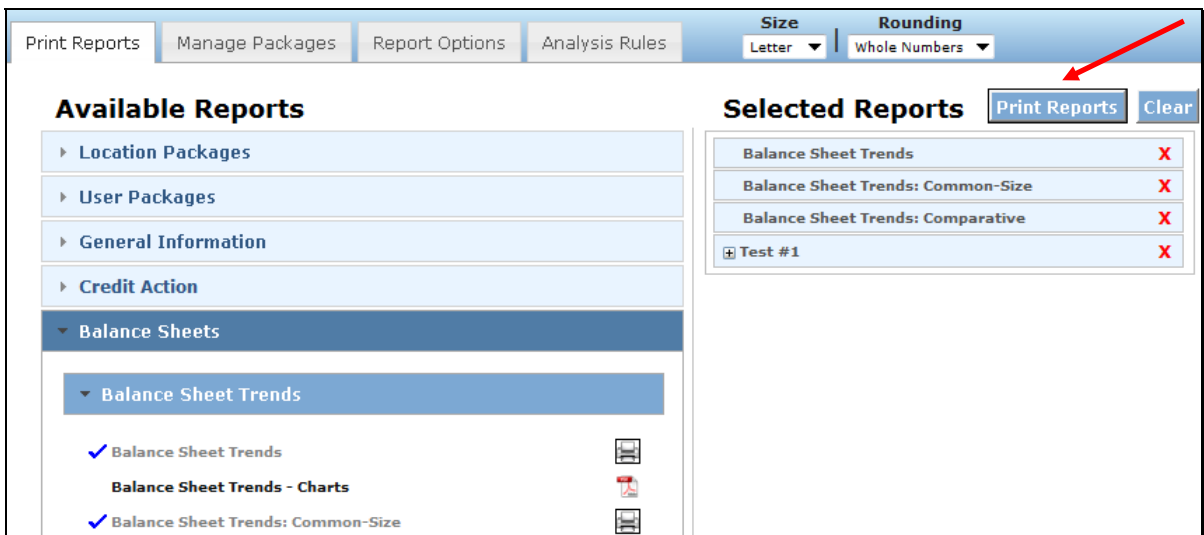 Print Reports Manage Packages Report Options Analysis Rules
Size Rounding
Letter Whole Numbers
Available Reports
Location Packages
User Packages
General Information
Credit Action
Balance Sheets
Balance Sheet Trends
Balance Sheet Trends
Balance Sheet Trends - Charts
Balance Sheet Trends: Common-Size
Selected Reports Print Reports Clear
Balance Sheet Trends X
Balance Sheet Trends: Common-Size X
Balance Sheet Trends: Comparative X
Test #1 X